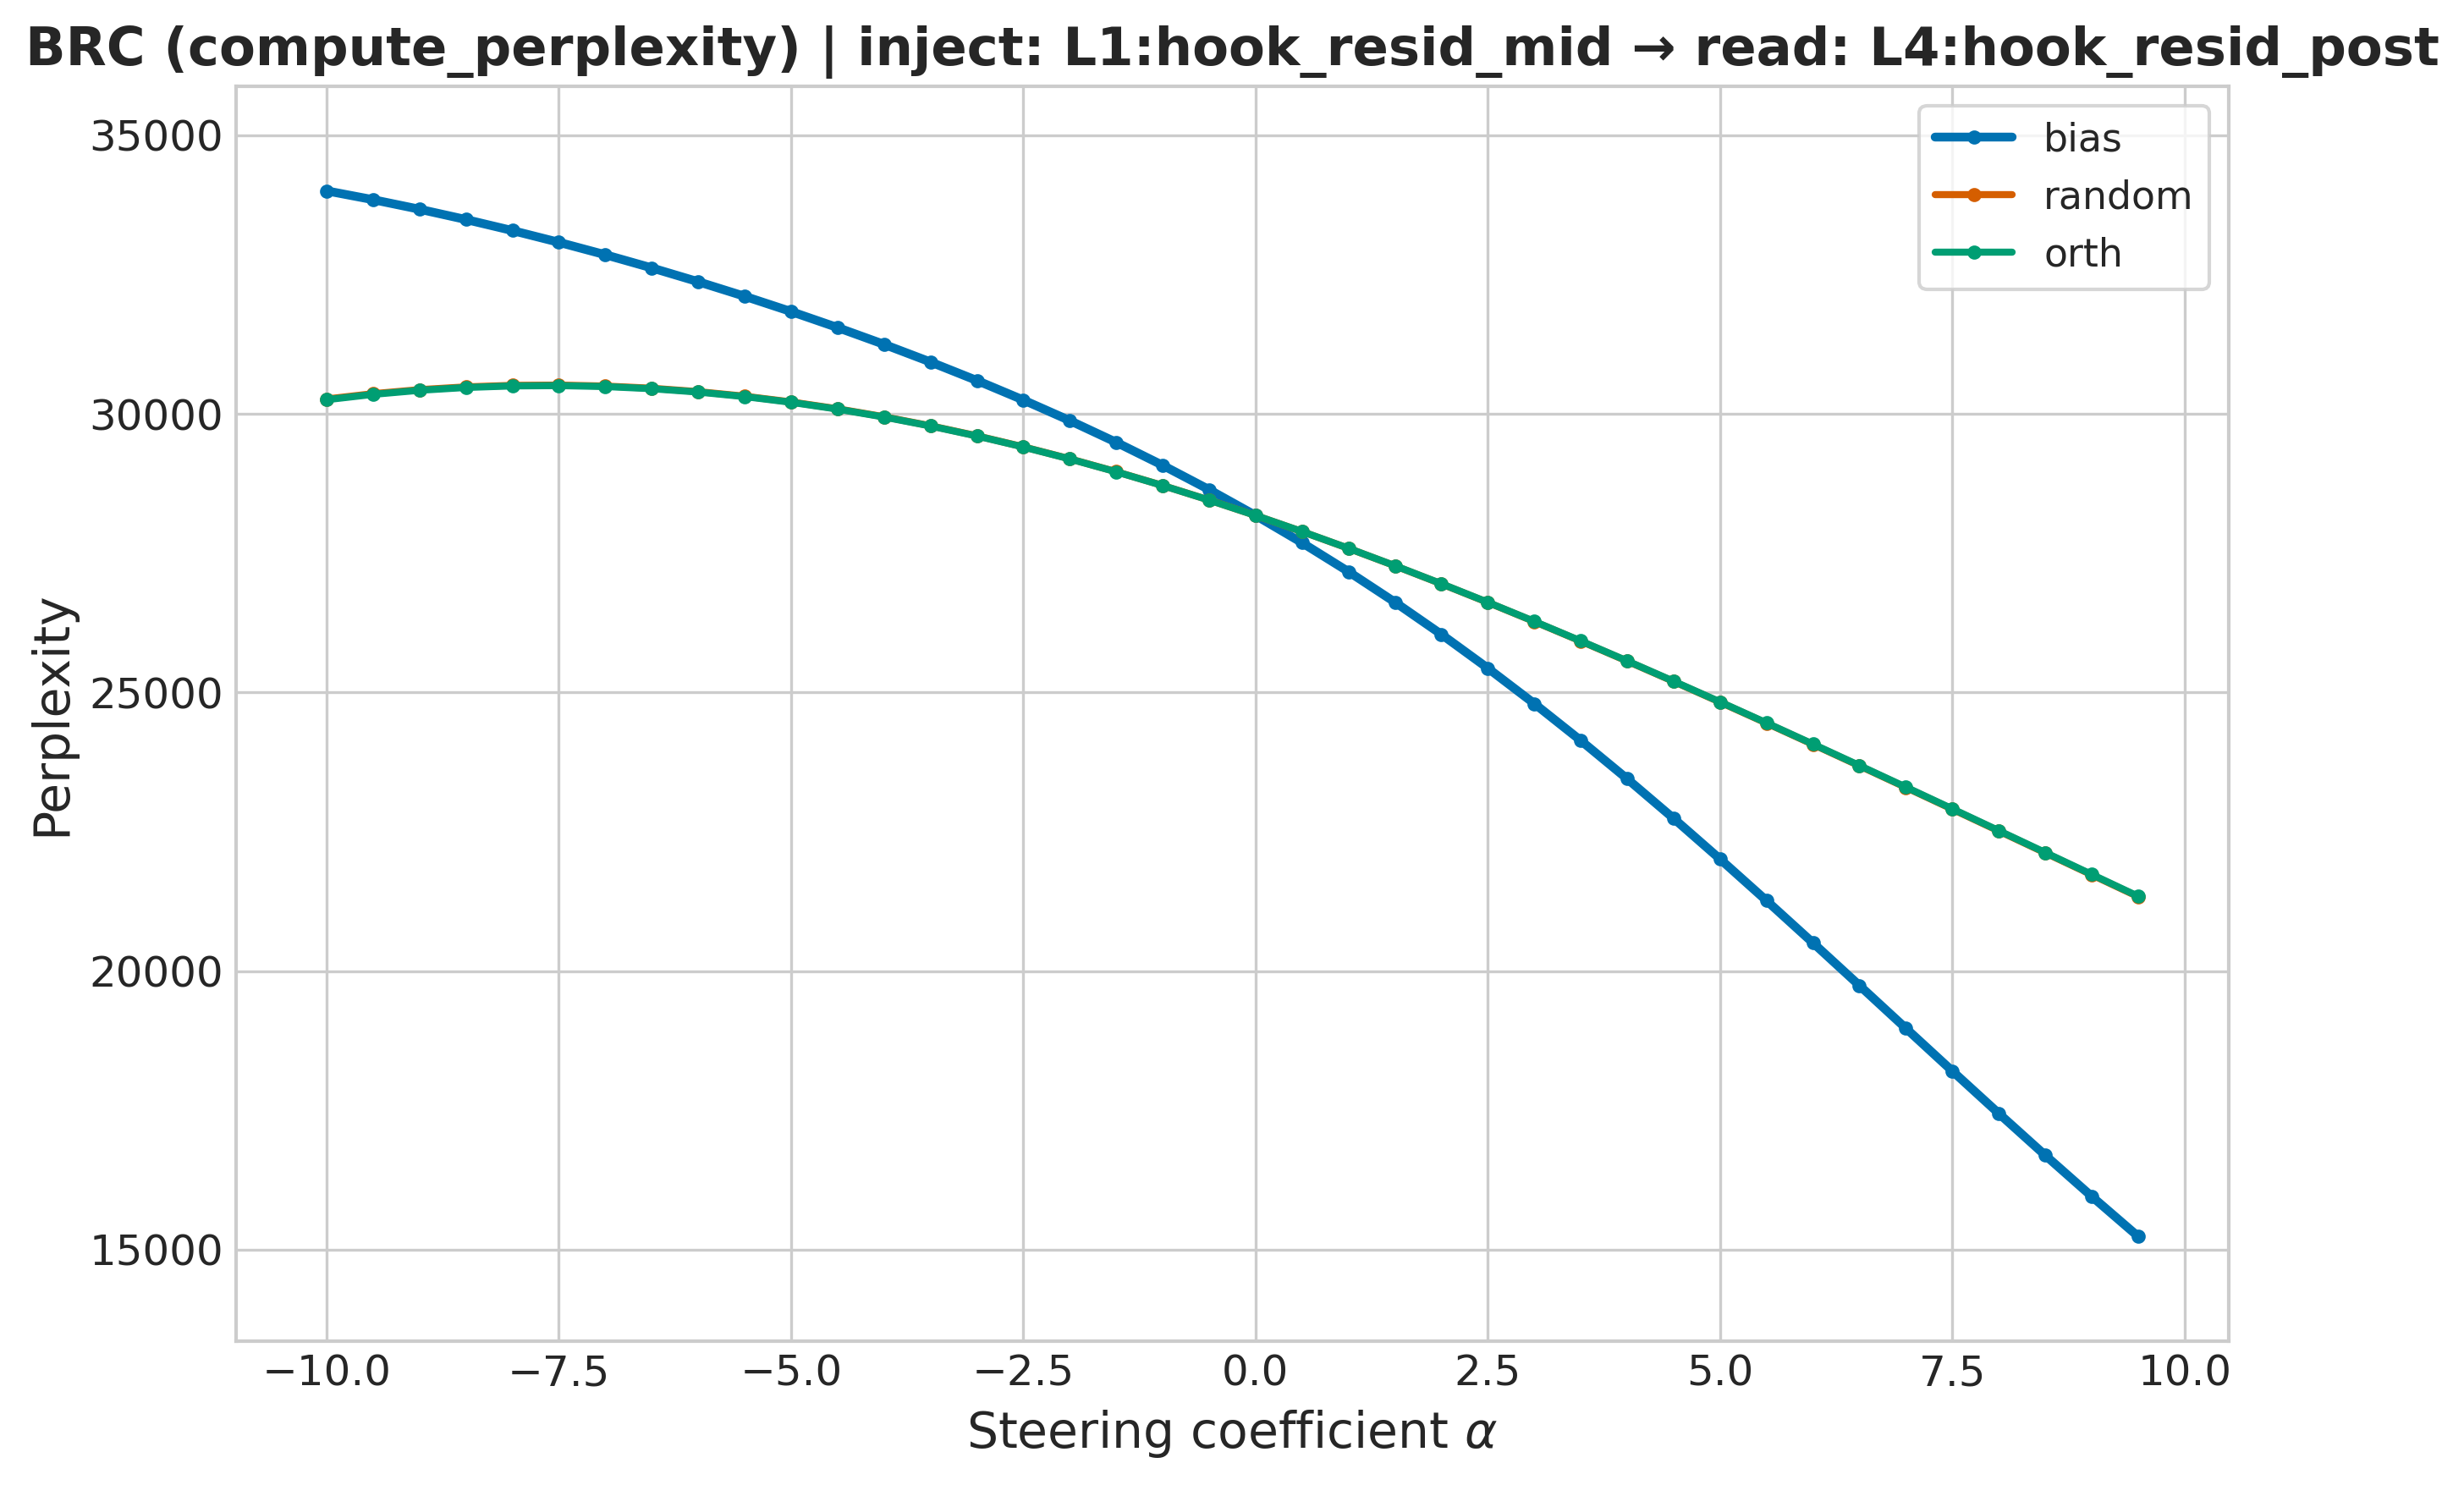 BRC (compute_perplexity) | inject: L1:hook_resid_mid → read: L4:hook_resid_post
35000
30000
25000
20000
15000
Perplexity
bias
random
orth
−10.0 −7.5 −5.0 −2.5 0.0 2.5 5.0 7.5 10.0
Steering coefficient α